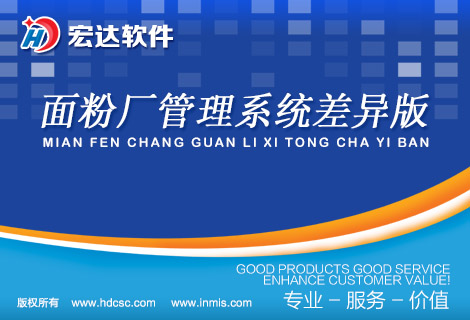 HD 宏达软件
面粉厂管理系统差异版
MIAN FEN CHANG GUAN LI XI TONG CHA YI BAN
GOOD PRODUCTS GOOD SERVICE
ENHANCE CUSTOMER VALUE!
版权所有 www.hdcsc.com www.inmis.com 专业 – 服务 – 价值